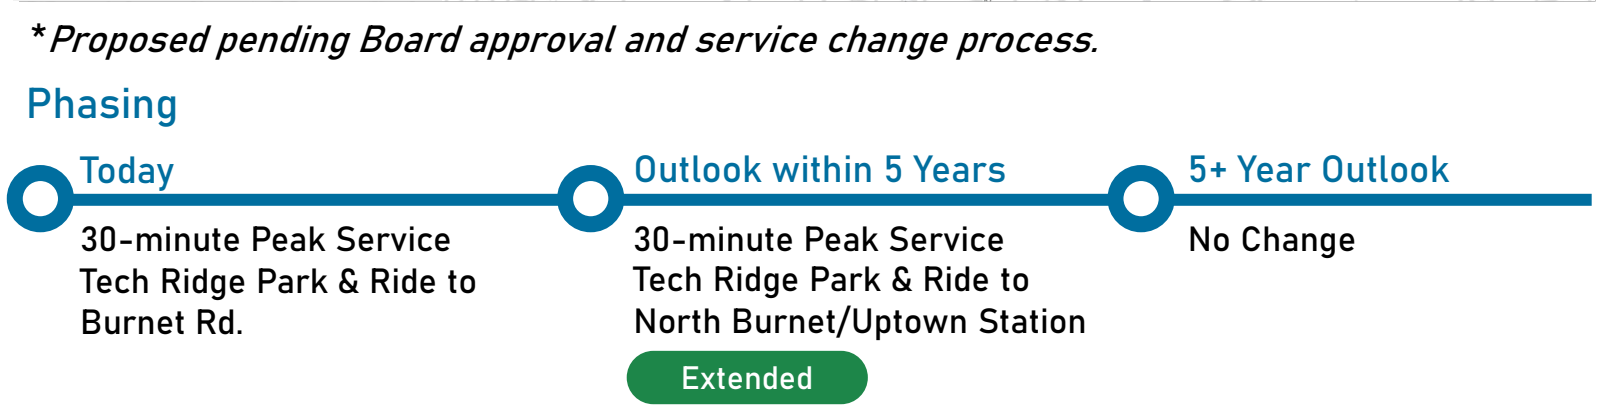 *Proposed pending Board approval and service change process.
Phasing
Today
30-minute Peak Service
Tech Ridge Park & Ride to
Burnet Rd.
Outlook within 5 Years
30-minute Peak Service
Tech Ridge Park & Ride to
North Burnet/Uptown Station
Extended
5+ Year Outlook
No Change